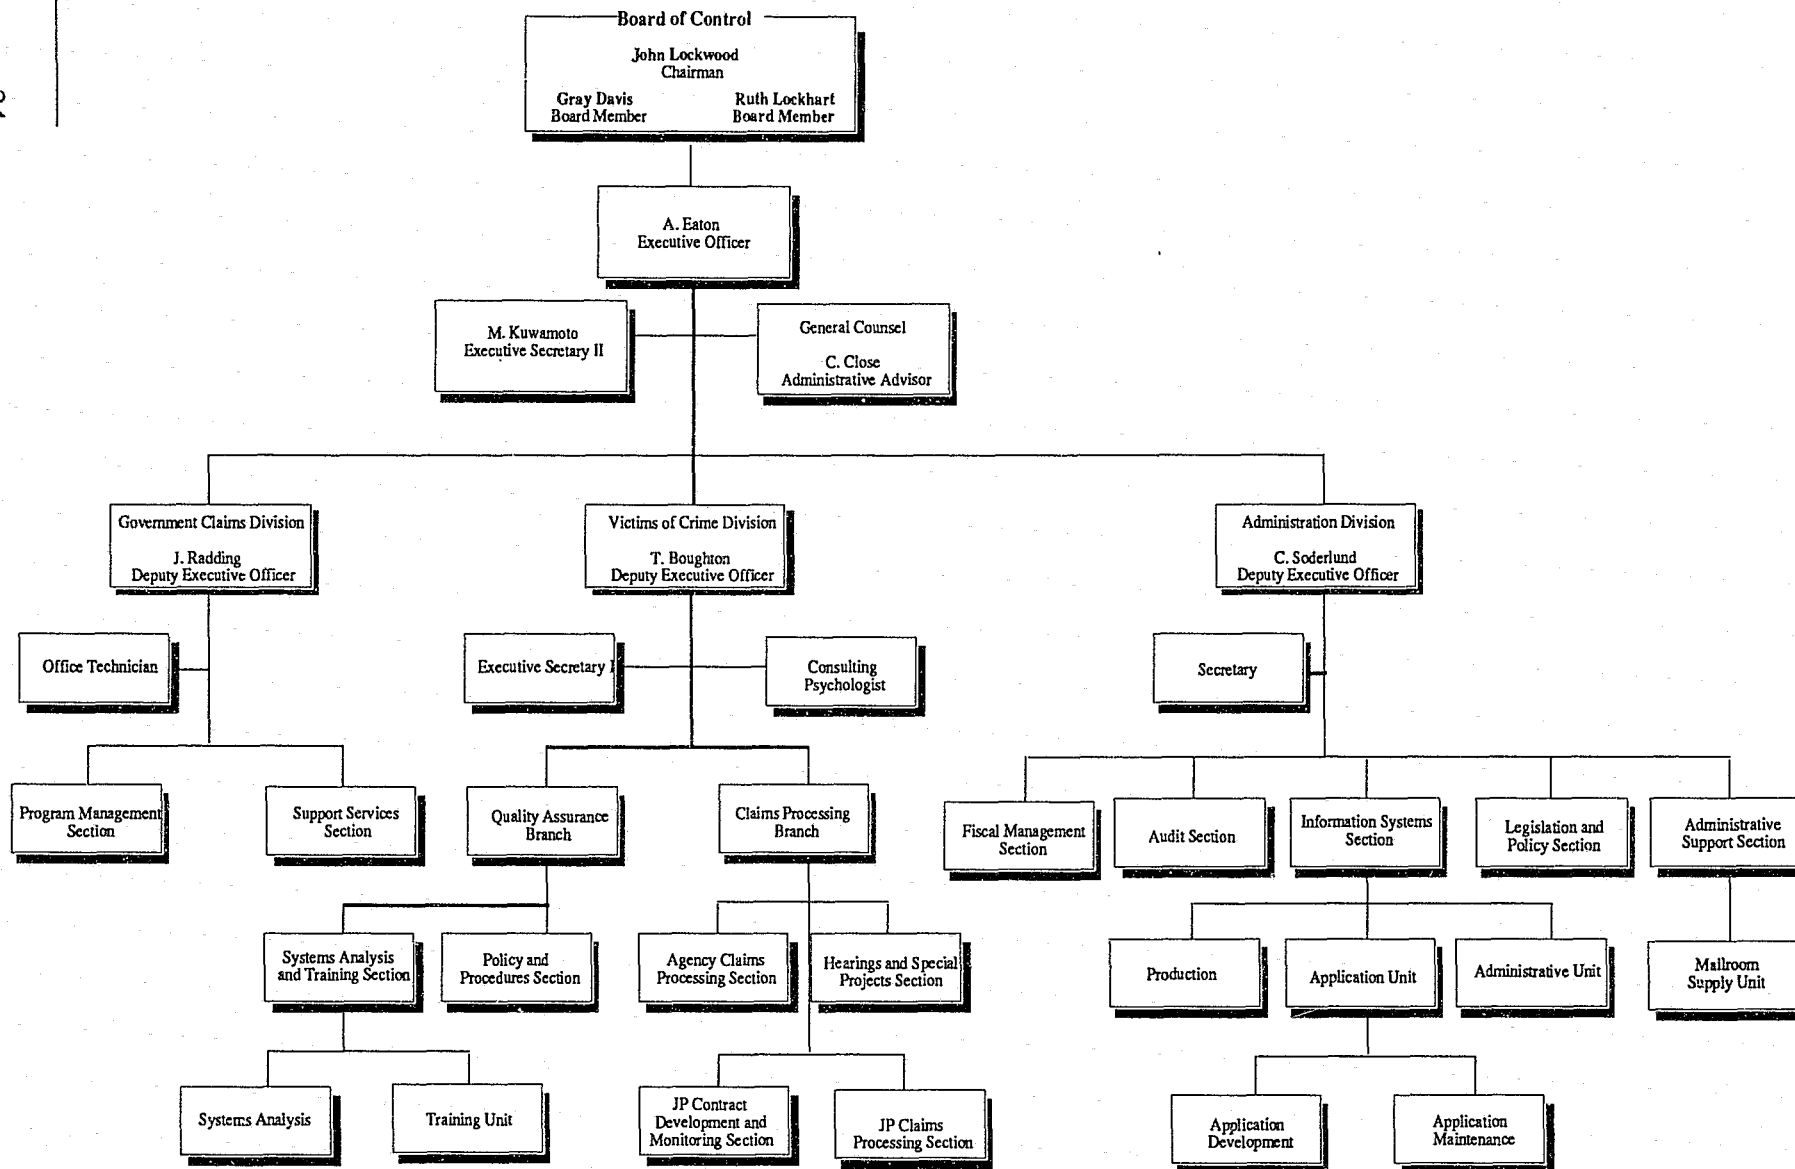 Board of Control
John Lockwood
Chairman
Gray Davis
Board Member
Ruth Lockhart
Board Member
A. Eaton
Executive Officer
M. Kuwamoto
Executive Secretary II
General Counsel
C. Close
Administrative Advisor
Government Claims Division
J. Radding
Deputy Executive Officer
Victims of Crime Division
T. Boughton
Deputy Executive Officer
Administration Division
C. Soderlund
Deputy Executive Officer
Office Technician
Executive Secretary I
Consulting
Psychologist
Secretary
Program Management
Section
Support Services
Section
Quality Assurance
Branch
Claims Processing
Branch
Fiscal Management
Section
Audit Section
Information Systems
Section
Legislation and
Policy Section
Administrative
Support Section
Systems Analysis
and Training Section
Policy and
Procedures Section
Agency Claims
Processing Section
Hearings and Special
Projects Section
Production
Application Unit
Administrative Unit
Mailroom
Supply Unit
Systems Analysis
Training Unit
JP Contract
Development and
Monitoring Section
JP Claims
Processing Section
Application
Development
Application
Maintenance